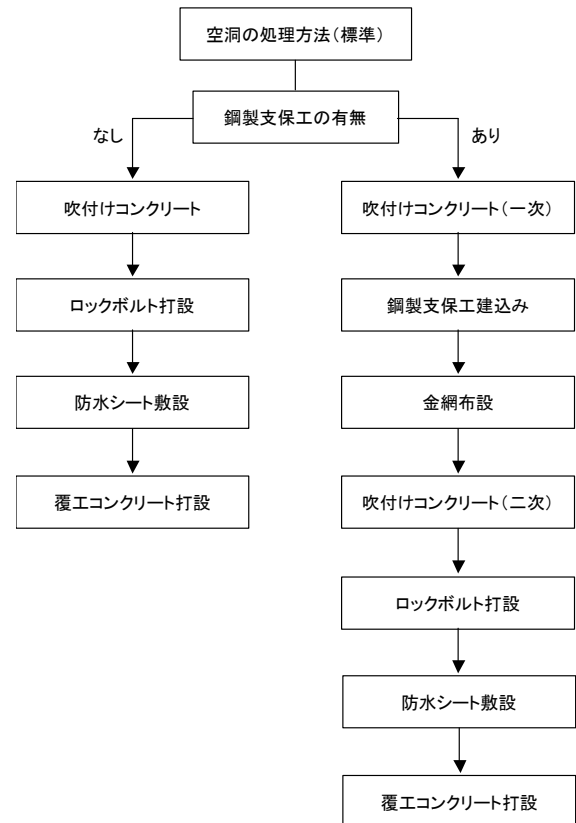 空洞の処理方法(標準)
鋼製支保工の有無
なし
あり
吹付けコンクリート
ロックボルト打設
防水シート敷設
覆工コンクリート打設
吹付けコンクリート(一次)
鋼製支保工建込み
金網布設
吹付けコンクリート(二次)
ロックボルト打設
防水シート敷設
覆工コンクリート打設